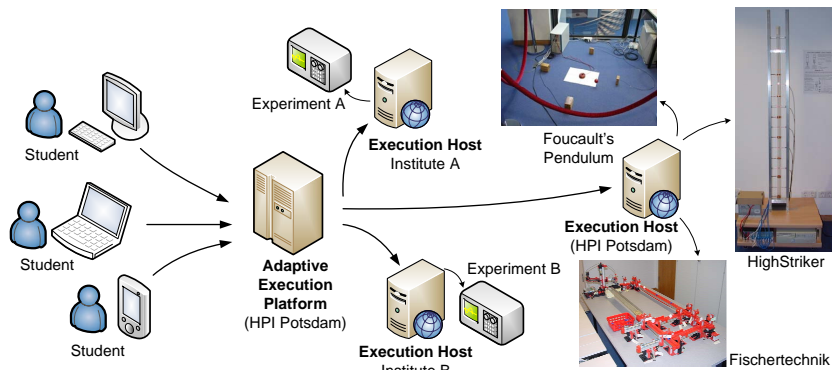 Student
Student
Student
Adaptive
Execution
Platform
(HPI Potsdam)
Experiment A
Execution Host
Institute A
Experiment B
Execution Host
Institute B
Foucault's
Pendulum
Execution Host
(HPI Potsdam)
HighStriker
Fischertechnik